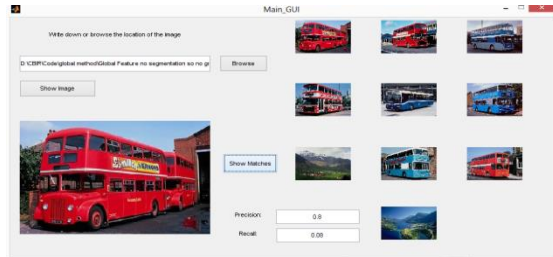 Main_GUI
Write down or browse the location of the image
D:\CBIR\Code\global method\Global Feature no segmentation so no gr
Browse
Show Image
Show Matches
Precision:
0.8
Recall:
0.08